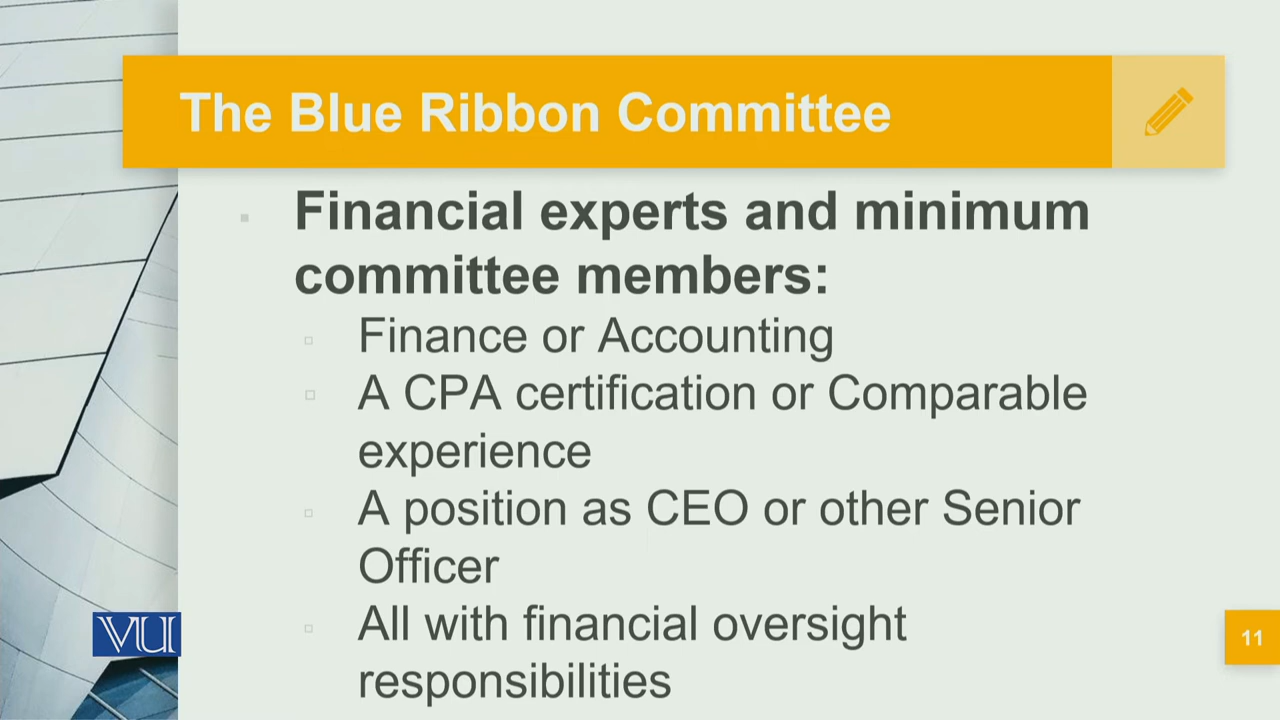 The Blue Ribbon Committee
Financial experts and minimum
committee members:
Finance or Accounting
A CPA certification or Comparable
experience
A position as CEO or other Senior
Officer
All with financial oversight
responsibilities
VU
11